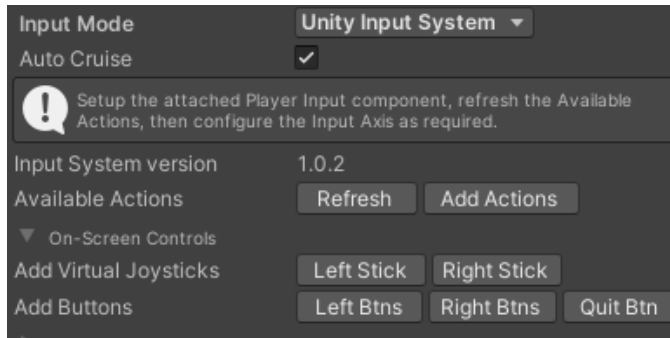 Input Mode Unity Input System
Auto Cruise
Setup the attached Player Input component, refresh the Available
Actions, then configure the Input Axis as required.
Input System version 1.0.2
Available Actions Refresh Add Actions
On-Screen Controls
Add Virtual Joysticks Left Stick Right Stick
Add Buttons Left Btns Right Btns Quit Btn